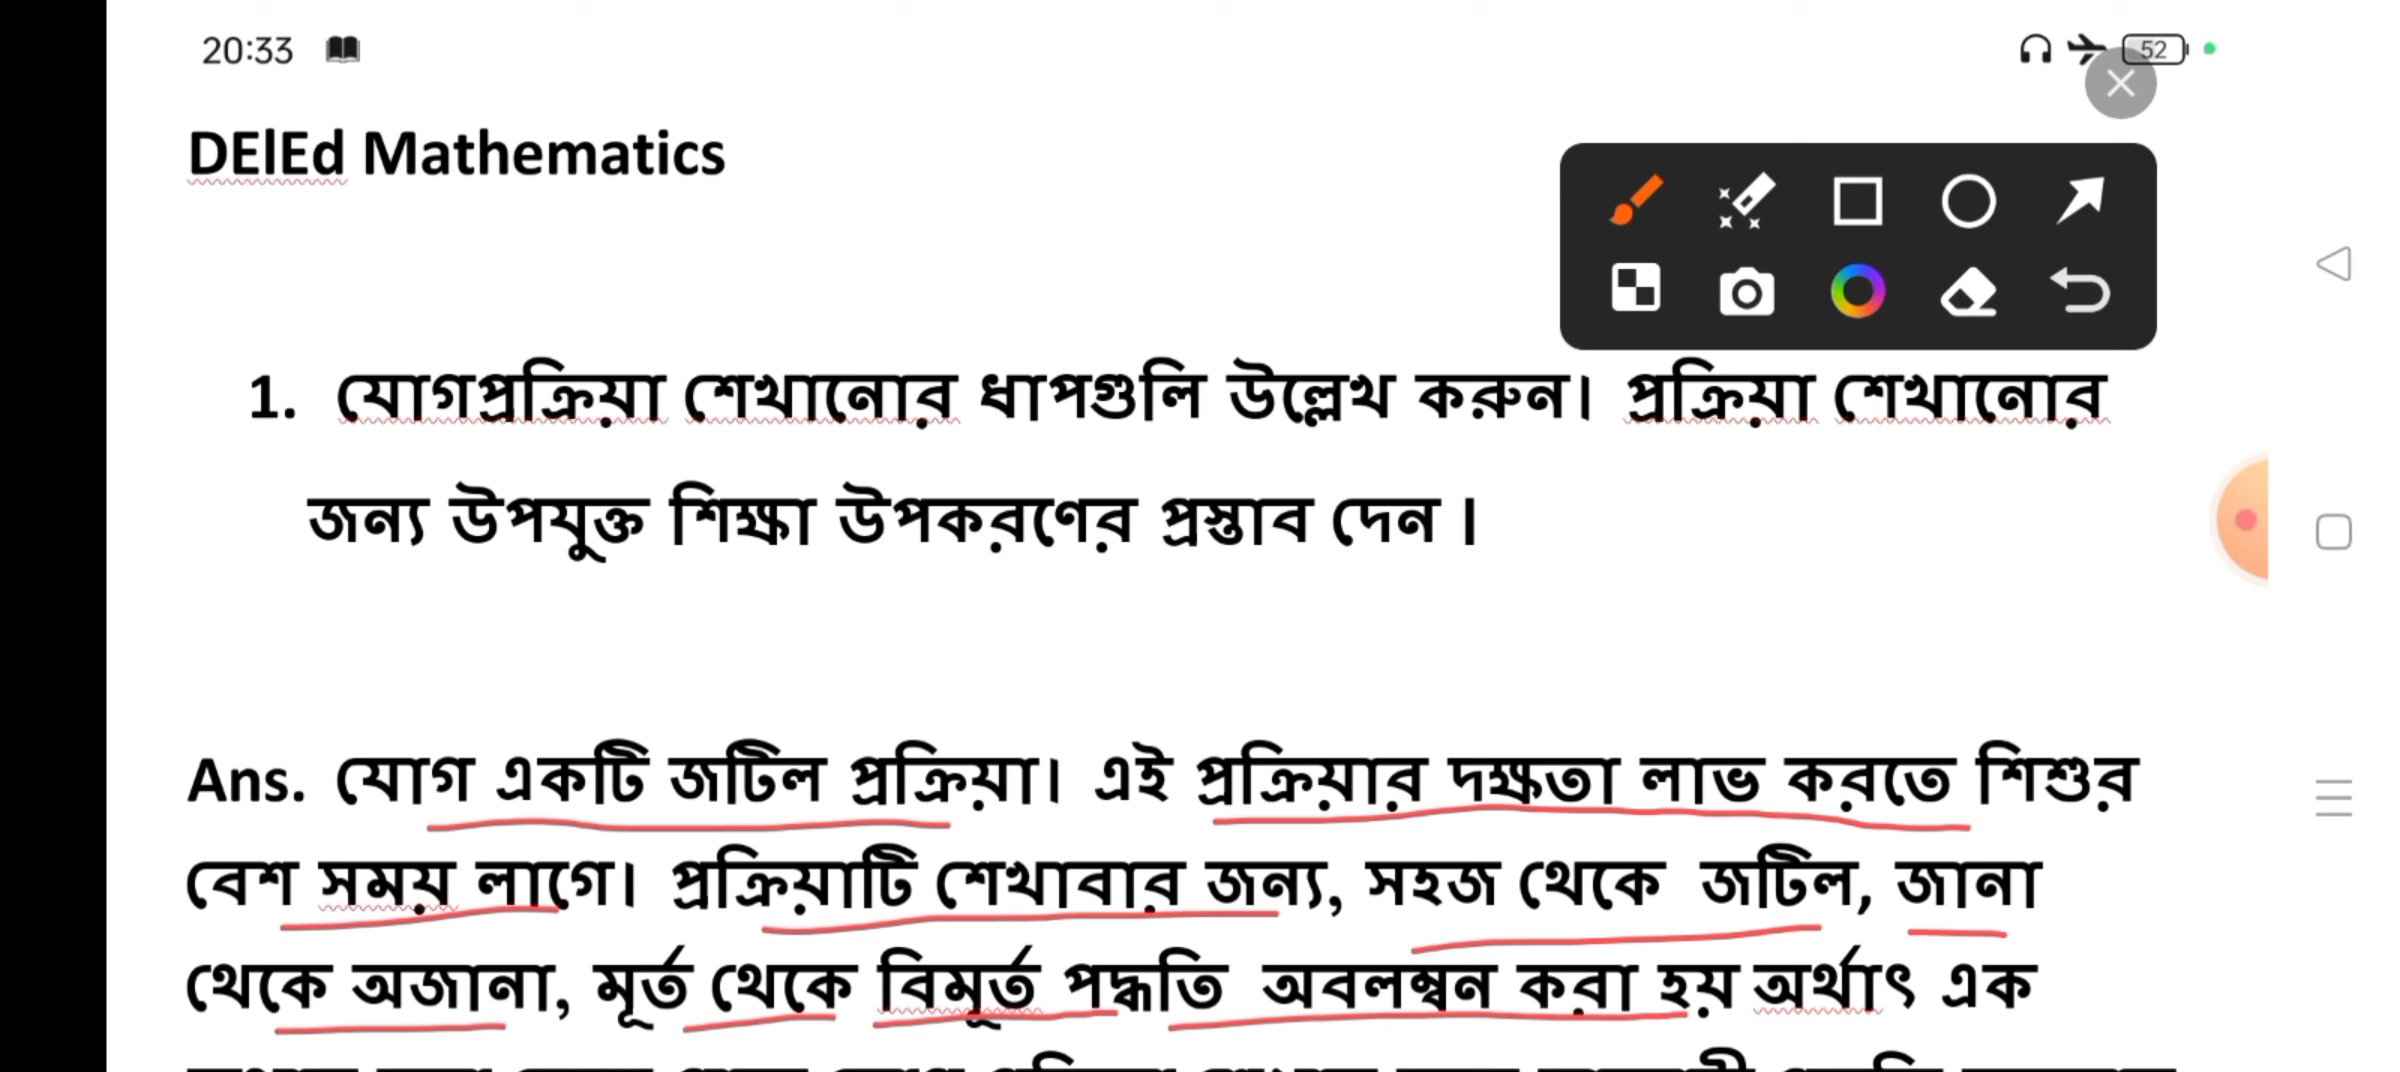 20:33
52
DElEd Mathematics
1. যোগপ্রক্রিয়া শেখানোর ধাপগুলি উল্লেখ করুন। প্রক্রিয়া শেখানোর
জন্য উপযুক্ত শিক্ষা উপকরণের প্রস্তাব দেন ।
Ans. যোগ একটি জটিল প্রক্রিয়া। এই প্রক্রিয়ার দক্ষতা লাভ করতে শিশুর
বেশ সময় লাগে। প্রক্রিয়াটি শেখাবার জন্য, সহজ থেকে জটিল, জানা
থেকে অজানা, মূর্ত থেকে বিমূর্ত পদ্ধতি অবলম্বন করা হয় অর্থাৎ এক